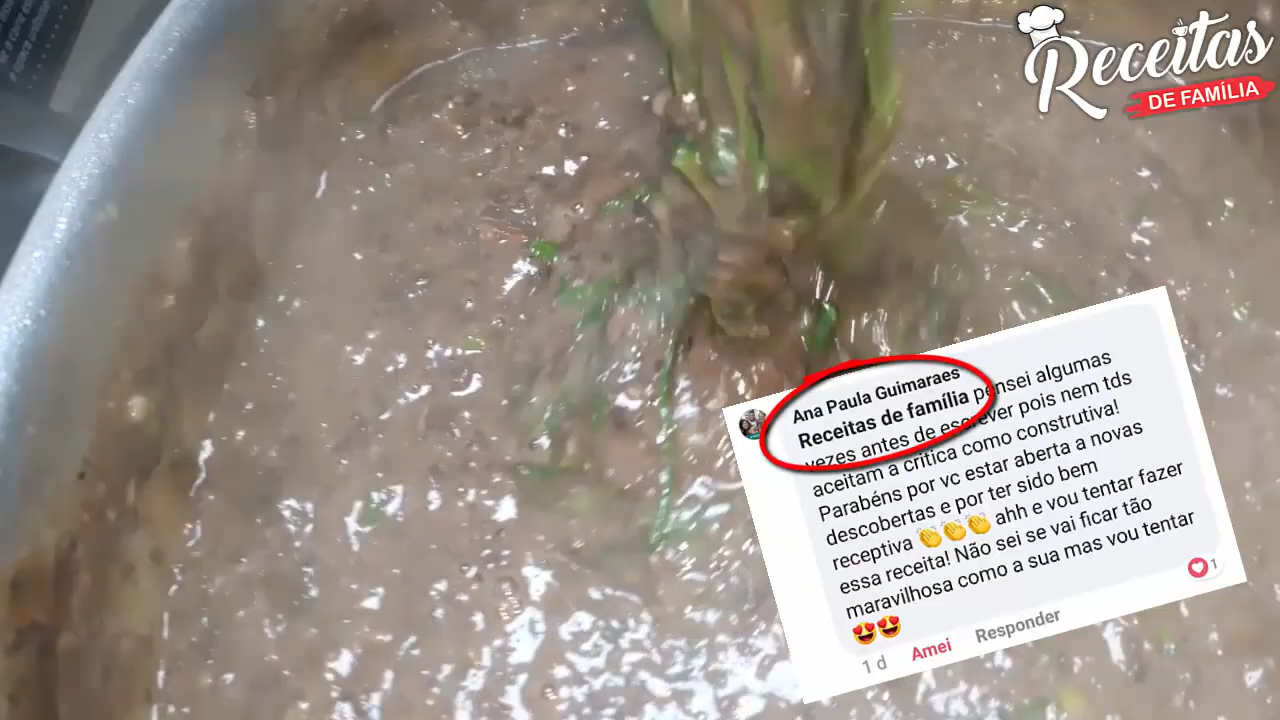 Receitas
DE FAMÍLIA
Ana Paula Guimaraes
Receitas de família pensei algumas
vezes antes de escrever pois nem tds
aceitam a critica como construtiva!
Parabéns por vc estar aberta a novas
descobertas e por ter sido bem
receptiva 👏👏👏 ahh e vou tentar fazer
essa receita! Não sei se vai ficar tão
maravilhosa como a sua mas vou tentar
😍😍
1
1 d Amei Responder